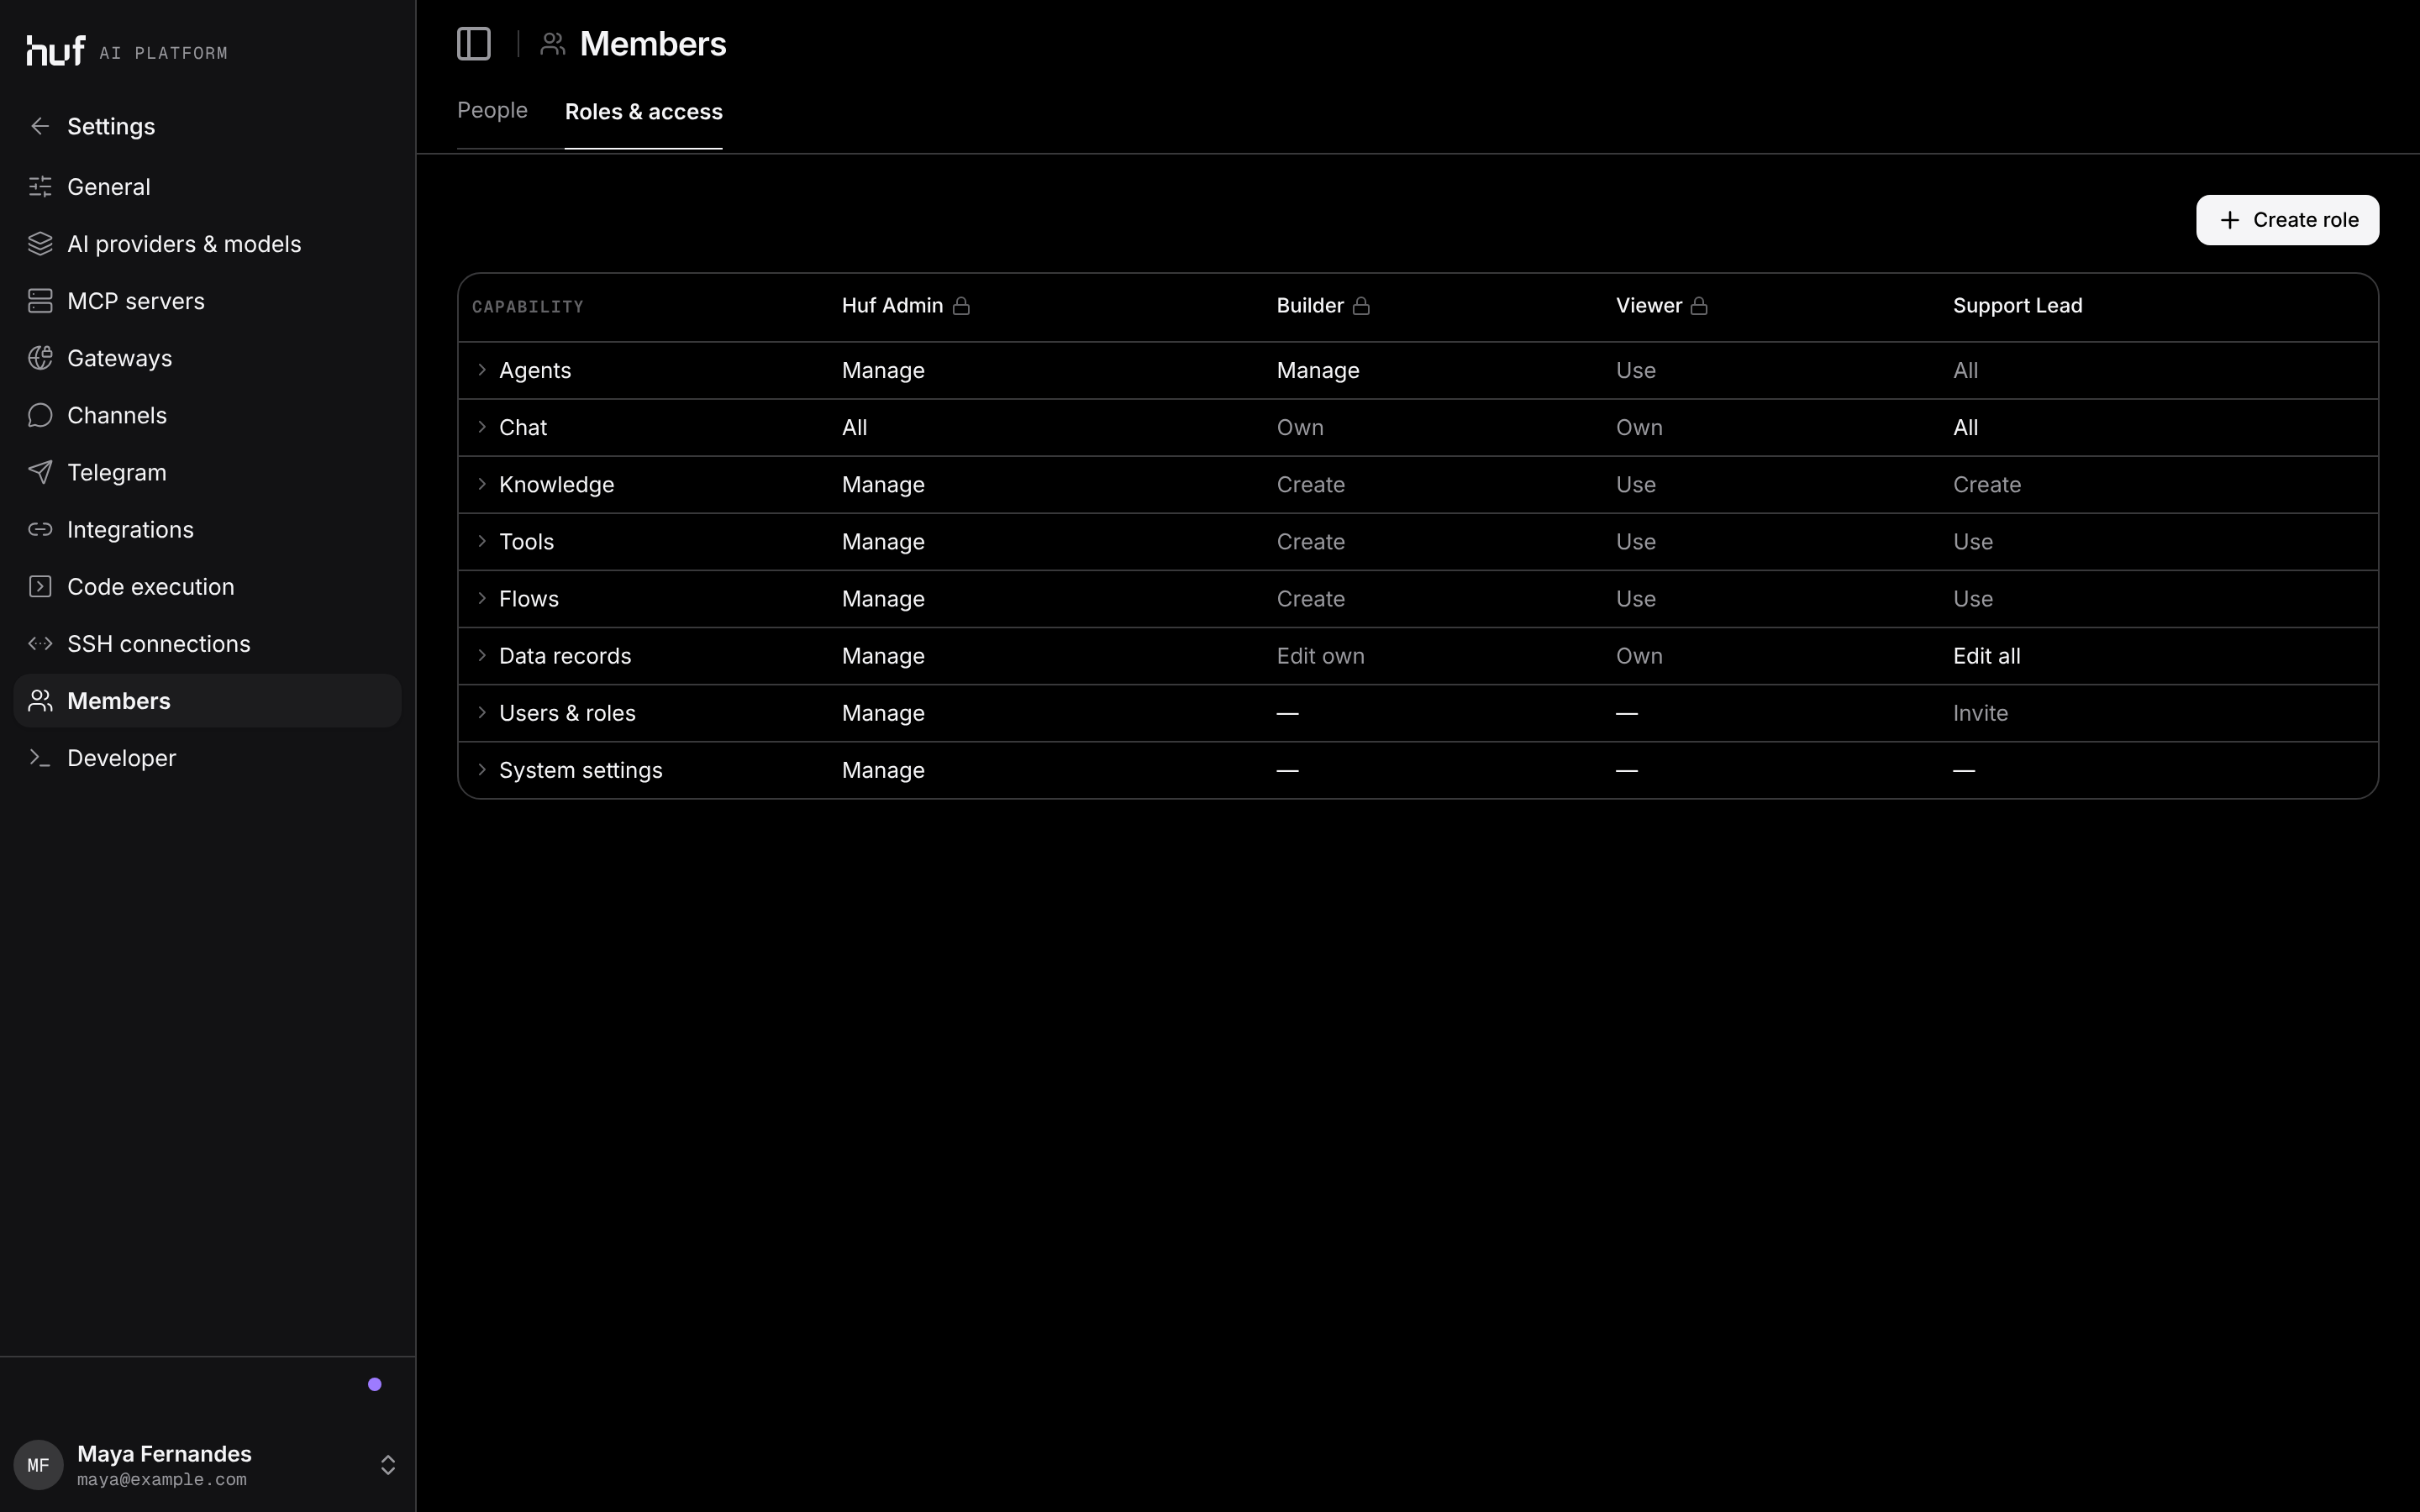 huf AI PLATFORM
Settings
General
AI providers & models
MCP servers
Gateways
Channels
Telegram
Integrations
Code execution
SSH connections
Members
Developer
MF
Maya Fernandes
maya@example.com
Members
People Roles & access
Create role
CAPABILITY Huf Admin Builder Viewer Support Lead
Agents Manage Manage Use All
Chat All Own Own All
Knowledge Manage Create Use Create
Tools Manage Create Use Use
Flows Manage Create Use Use
Data records Manage Edit own Own Edit all
Users & roles Manage — — Invite
System settings Manage — — —